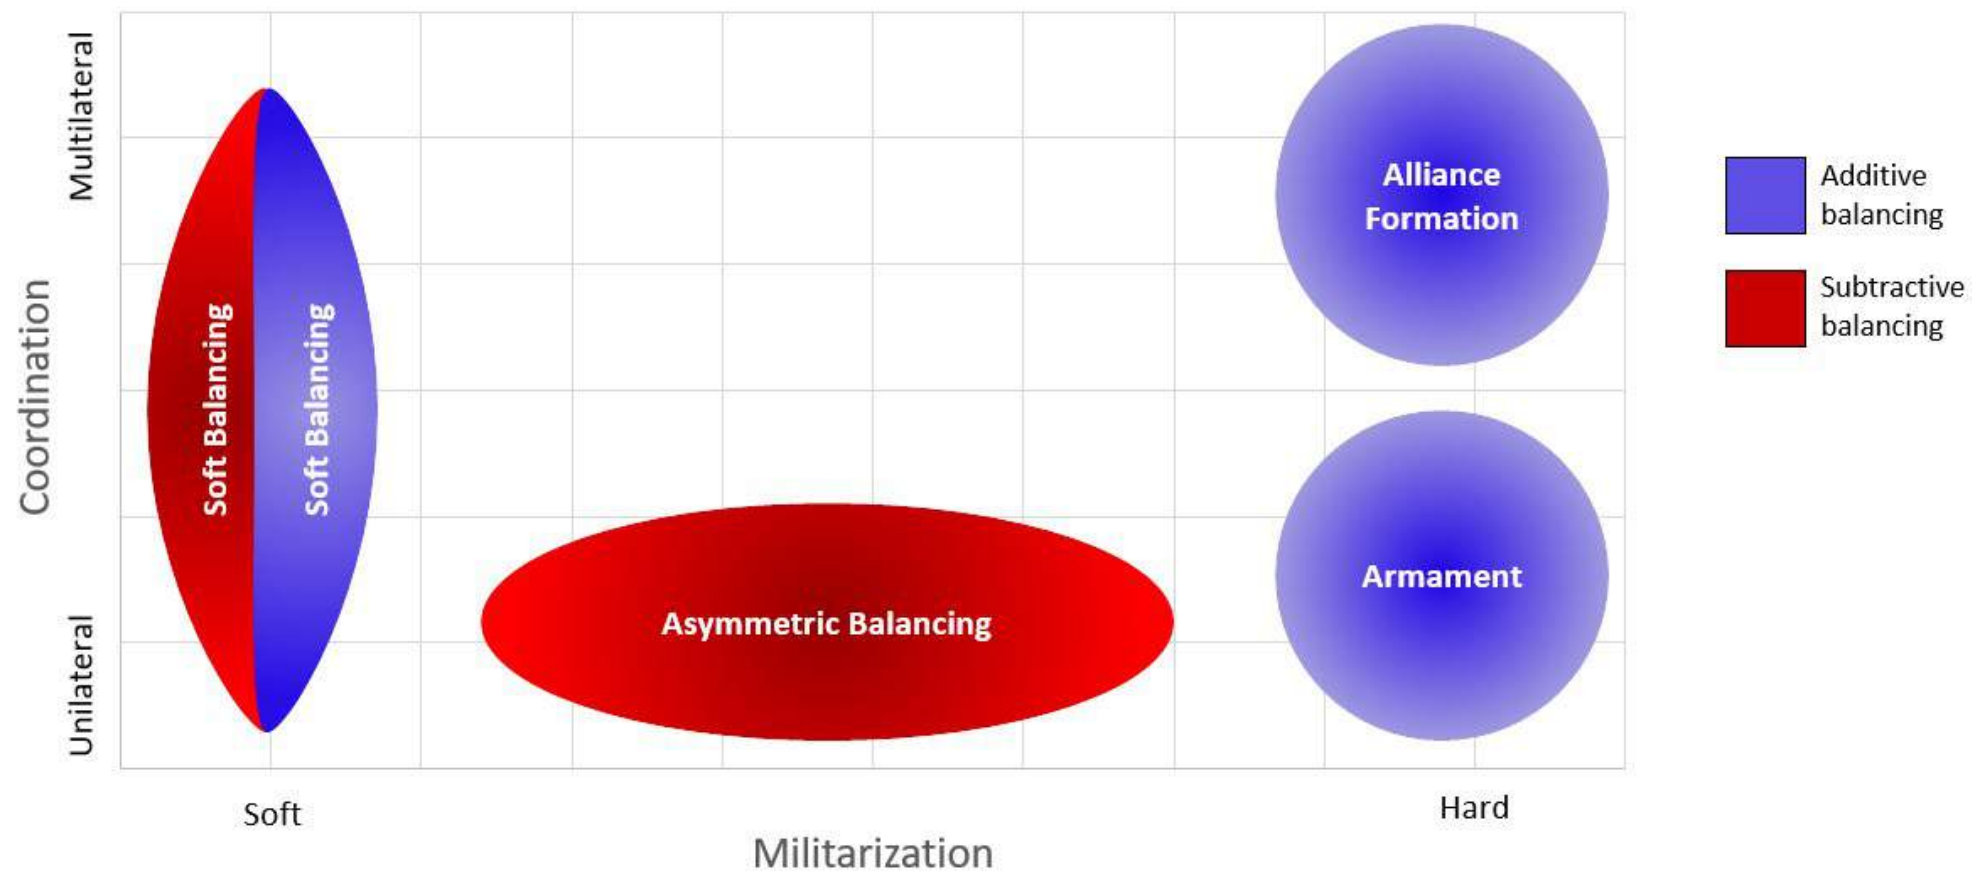 Multilateral
Coordination
Unilateral
Soft Balancing
Soft Balancing
Asymmetric Balancing
Alliance
Formation
Armament
Additive
balancing
Subtractive
balancing
Soft
Hard
Militarization